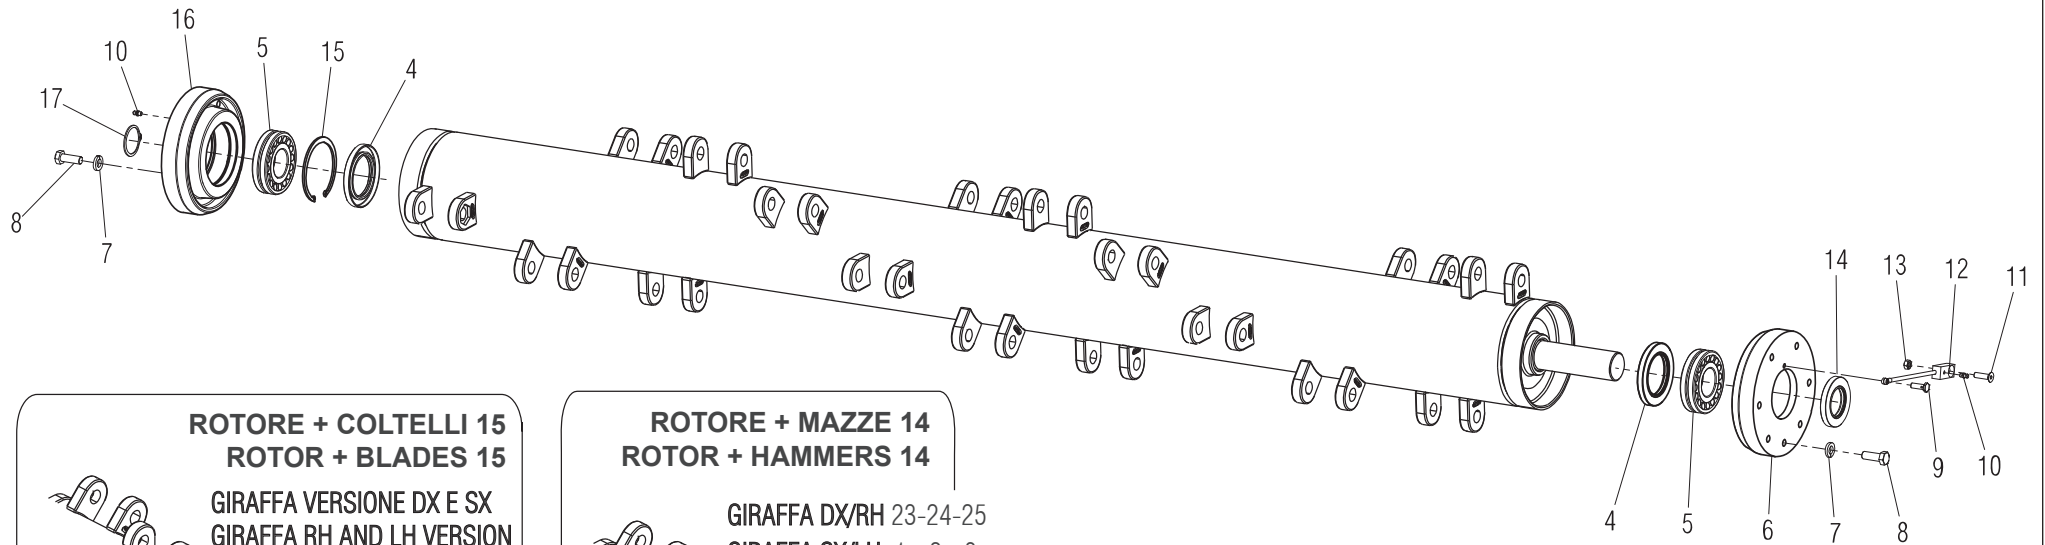 16
10
5
15
4
17
8
7
14
13
12
11
9
10
4
5
6
7
8
ROTORE + COLTELLI 15
ROTOR + BLADES 15
GIRAFFA VERSIONE DX E SX
GIRAFFA RH AND LH VERSION
ROTORE + MAZZE 14
ROTOR + HAMMERS 14
GIRAFFA DX/RH 23-24-25